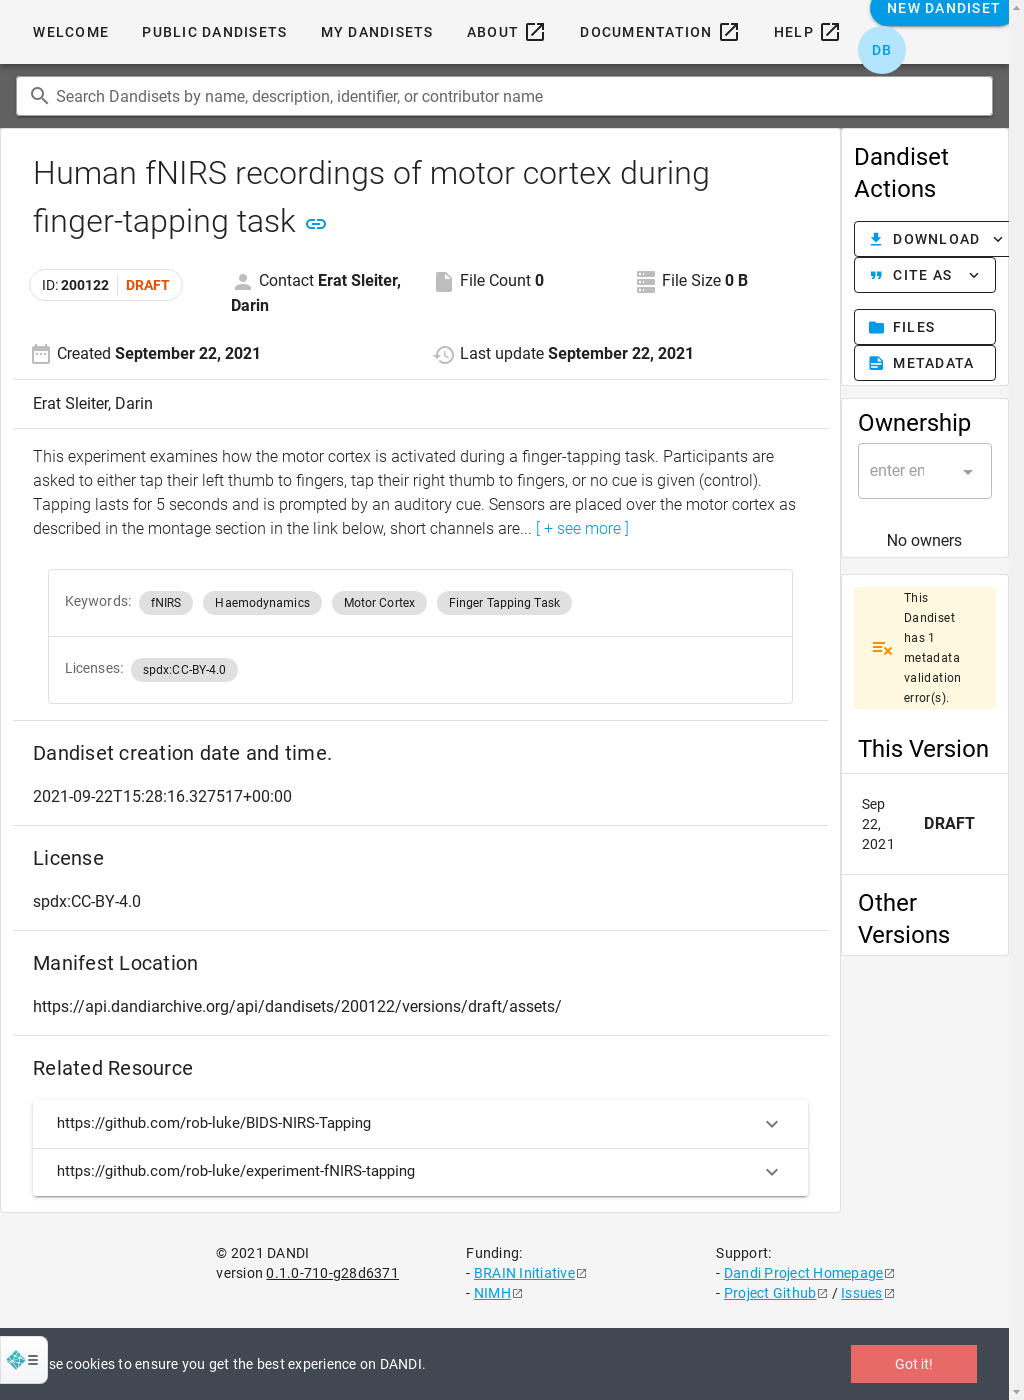 WELCOME PUBLIC DANDISETS MY DANDISETS ABOUT DOCUMENTATION HELP NEW DANDISET
DB
Search Dandisets by name, description, identifier, or contributor name
Human fNIRS recordings of motor cortex during
finger-tapping task
ID: 200122 DRAFT
Contact Erat Sleiter,
Darin
File Count 0
File Size 0 B
Created September 22, 2021
Last update September 22, 2021
Erat Sleiter, Darin
This experiment examines how the motor cortex is activated during a finger-tapping task. Participants are
asked to either tap their left thumb to fingers, tap their right thumb to fingers, or no cue is given (control).
Tapping lasts for 5 seconds and is prompted by an auditory cue. Sensors are placed over the motor cortex as
described in the montage section in the link below, short channels are... [ + see more ]
Keywords: fNIRS Haemodynamics Motor Cortex Finger Tapping Task
Licenses: spdx:CC-BY-4.0
Dandiset creation date and time.
2021-09-22T15:28:16.327517+00:00
License
spdx:CC-BY-4.0
Manifest Location
https://api.dandiarchive.org/api/dandisets/200122/versions/draft/assets/
Related Resource
https://github.com/rob-luke/BIDS-NIRS-Tapping
https://github.com/rob-luke/experiment-fNIRS-tapping
Dandiset
Actions
DOWNLOAD
CITE AS
FILES
METADATA
Ownership
enter en
No owners
This
Dandiset
has 1
metadata
validation
error(s).
This Version
Sep
22,
2021
DRAFT
Other
Versions
© 2021 DANDI
version 0.1.0-710-g28d6371
Funding:
- BRAIN Initiative
- NIMH
Support:
- Dandi Project Homepage
- Project Github / Issues
se cookies to ensure you get the best experience on DANDI.
Got it!